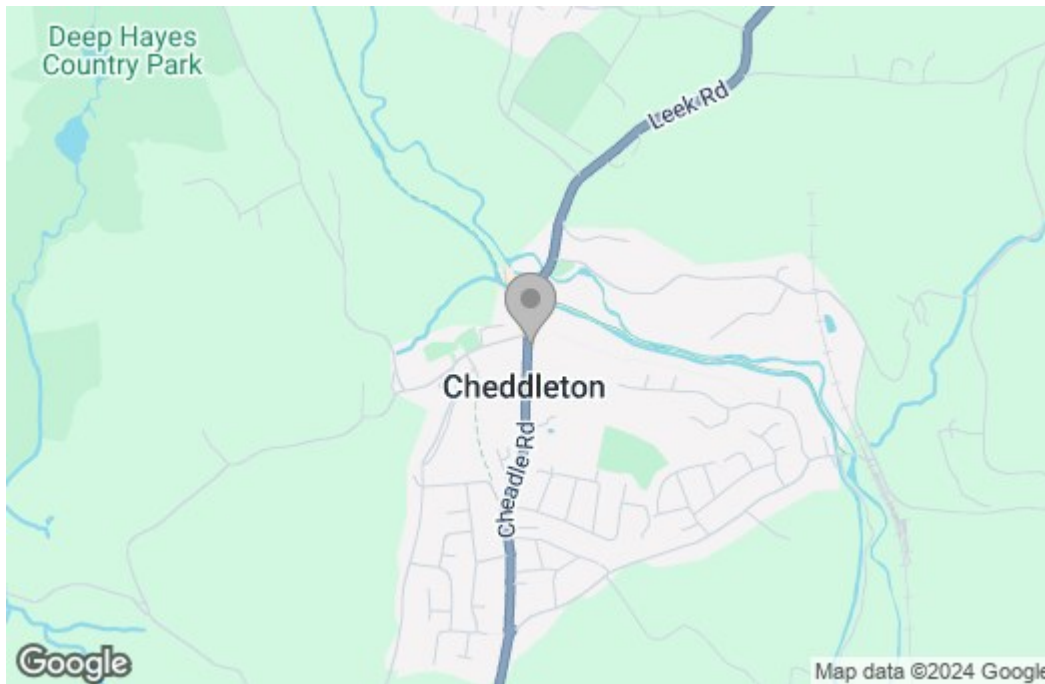 Deep Hayes
Country Park
Leek Rd
Cheddleton
Cheadle Rd
Google
Map data ©2024 Google